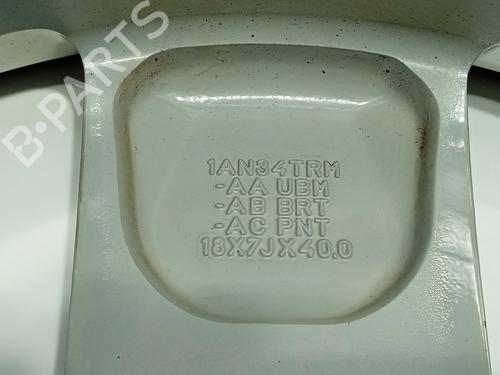 B-PARTS
1AN34TRM
-AA UBM
-AB BRT
-AC PNT
18X7JX40.0